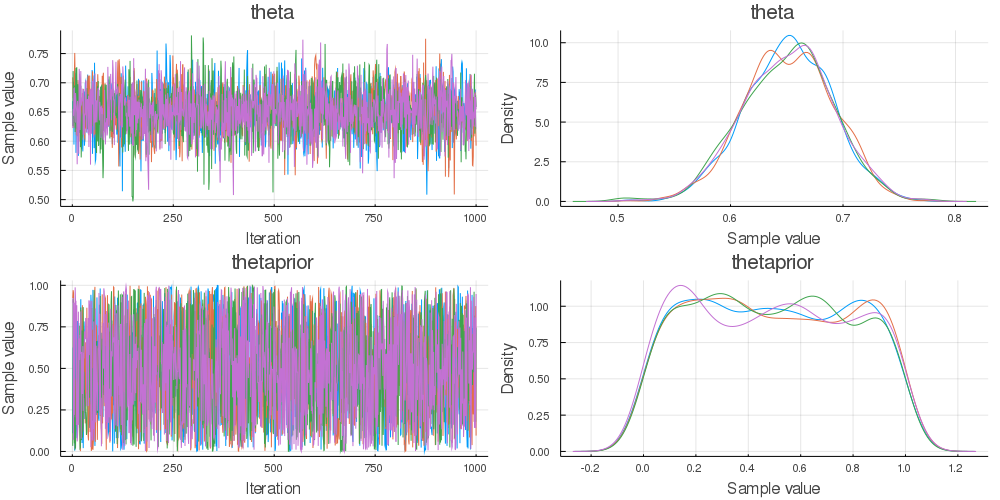 theta
Sample value
0.75
0.70
0.65
0.60
0.55
0.50
0 250 500 750 1000
Iteration
theta
Density
10.0
7.5
5.0
2.5
0.0
0.5 0.6 0.7 0.8
Sample value
thetaprior
Sample value
1.00
0.75
0.50
0.25
0.00
0 250 500 750 1000
Iteration
thetaprior
Density
1.00
0.75
0.50
0.25
0.00
-0.2 0.0 0.2 0.4 0.6 0.8 1.0 1.2
Sample value